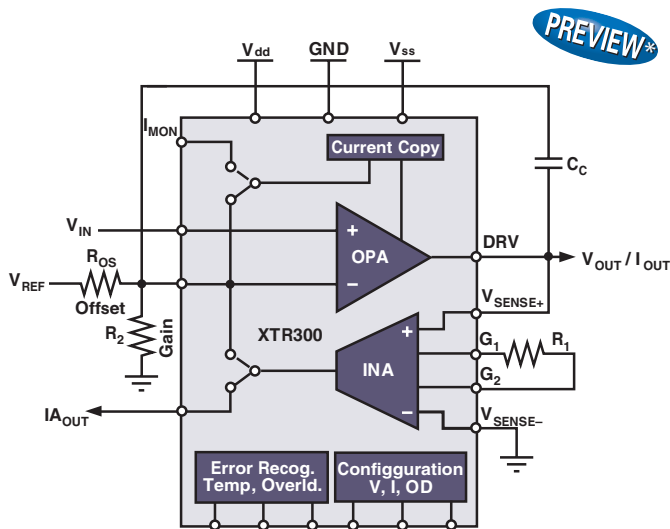 PREVIEW*
Vdd
GND
Vss
IMON
Current Copy
CC
VIN
+
OPA
−
DRV
VOUT / IOUT
ROS
VREF
Offset
VSENSE+
R2
Gain
XTR300
+
INA
−
G1
R1
G2
IAOUT
VSENSE–
Error Recog.
Temp, Overld.
Configguration
V, I, OD